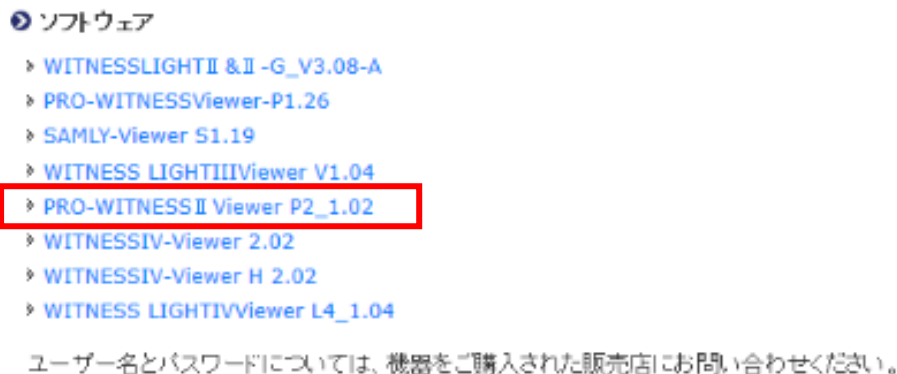 ソフトウェア
WITNESSLIGHTⅡ &Ⅱ -G_V3.08-A
PRO-WITNESSViewer-P1.26
SAMLY-Viewer S1.19
WITNESS LIGHTIIIViewer V1.04
PRO-WITNESSⅡ Viewer P2_1.02
WITNESSIV-Viewer 2.02
WITNESSIV-Viewer H 2.02
WITNESS LIGHTIVViewer L4_1.04
ユーザー名とパスワードについては、機器をご購入された販売店にお問い合わせください。